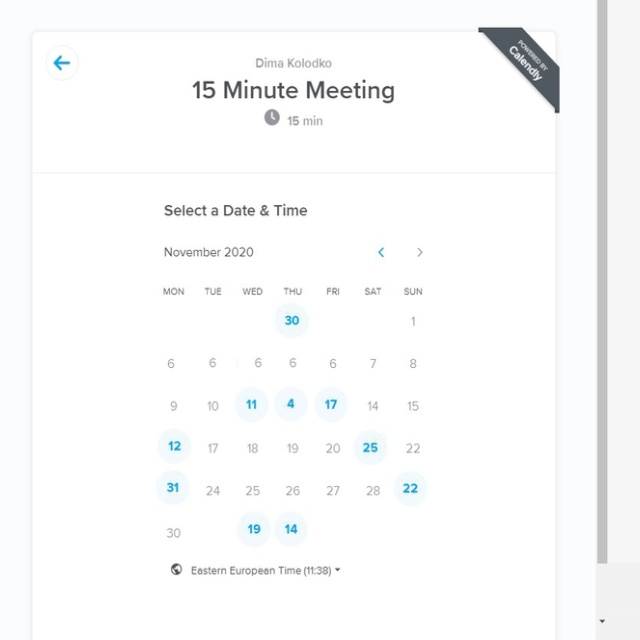 POWERED BY
Calendly
Dima Kolodko
15 Minute Meeting
15 min
Select a Date & Time
November 2020
MON TUE WED THU FRI SAT SUN
30 1
6 6 6 6 6 7 8
9 10 11 4 17 14 15
12 17 18 19 20 25 22
31 24 25 26 27 28 22
30 19 14
Eastern European Time (11:38)